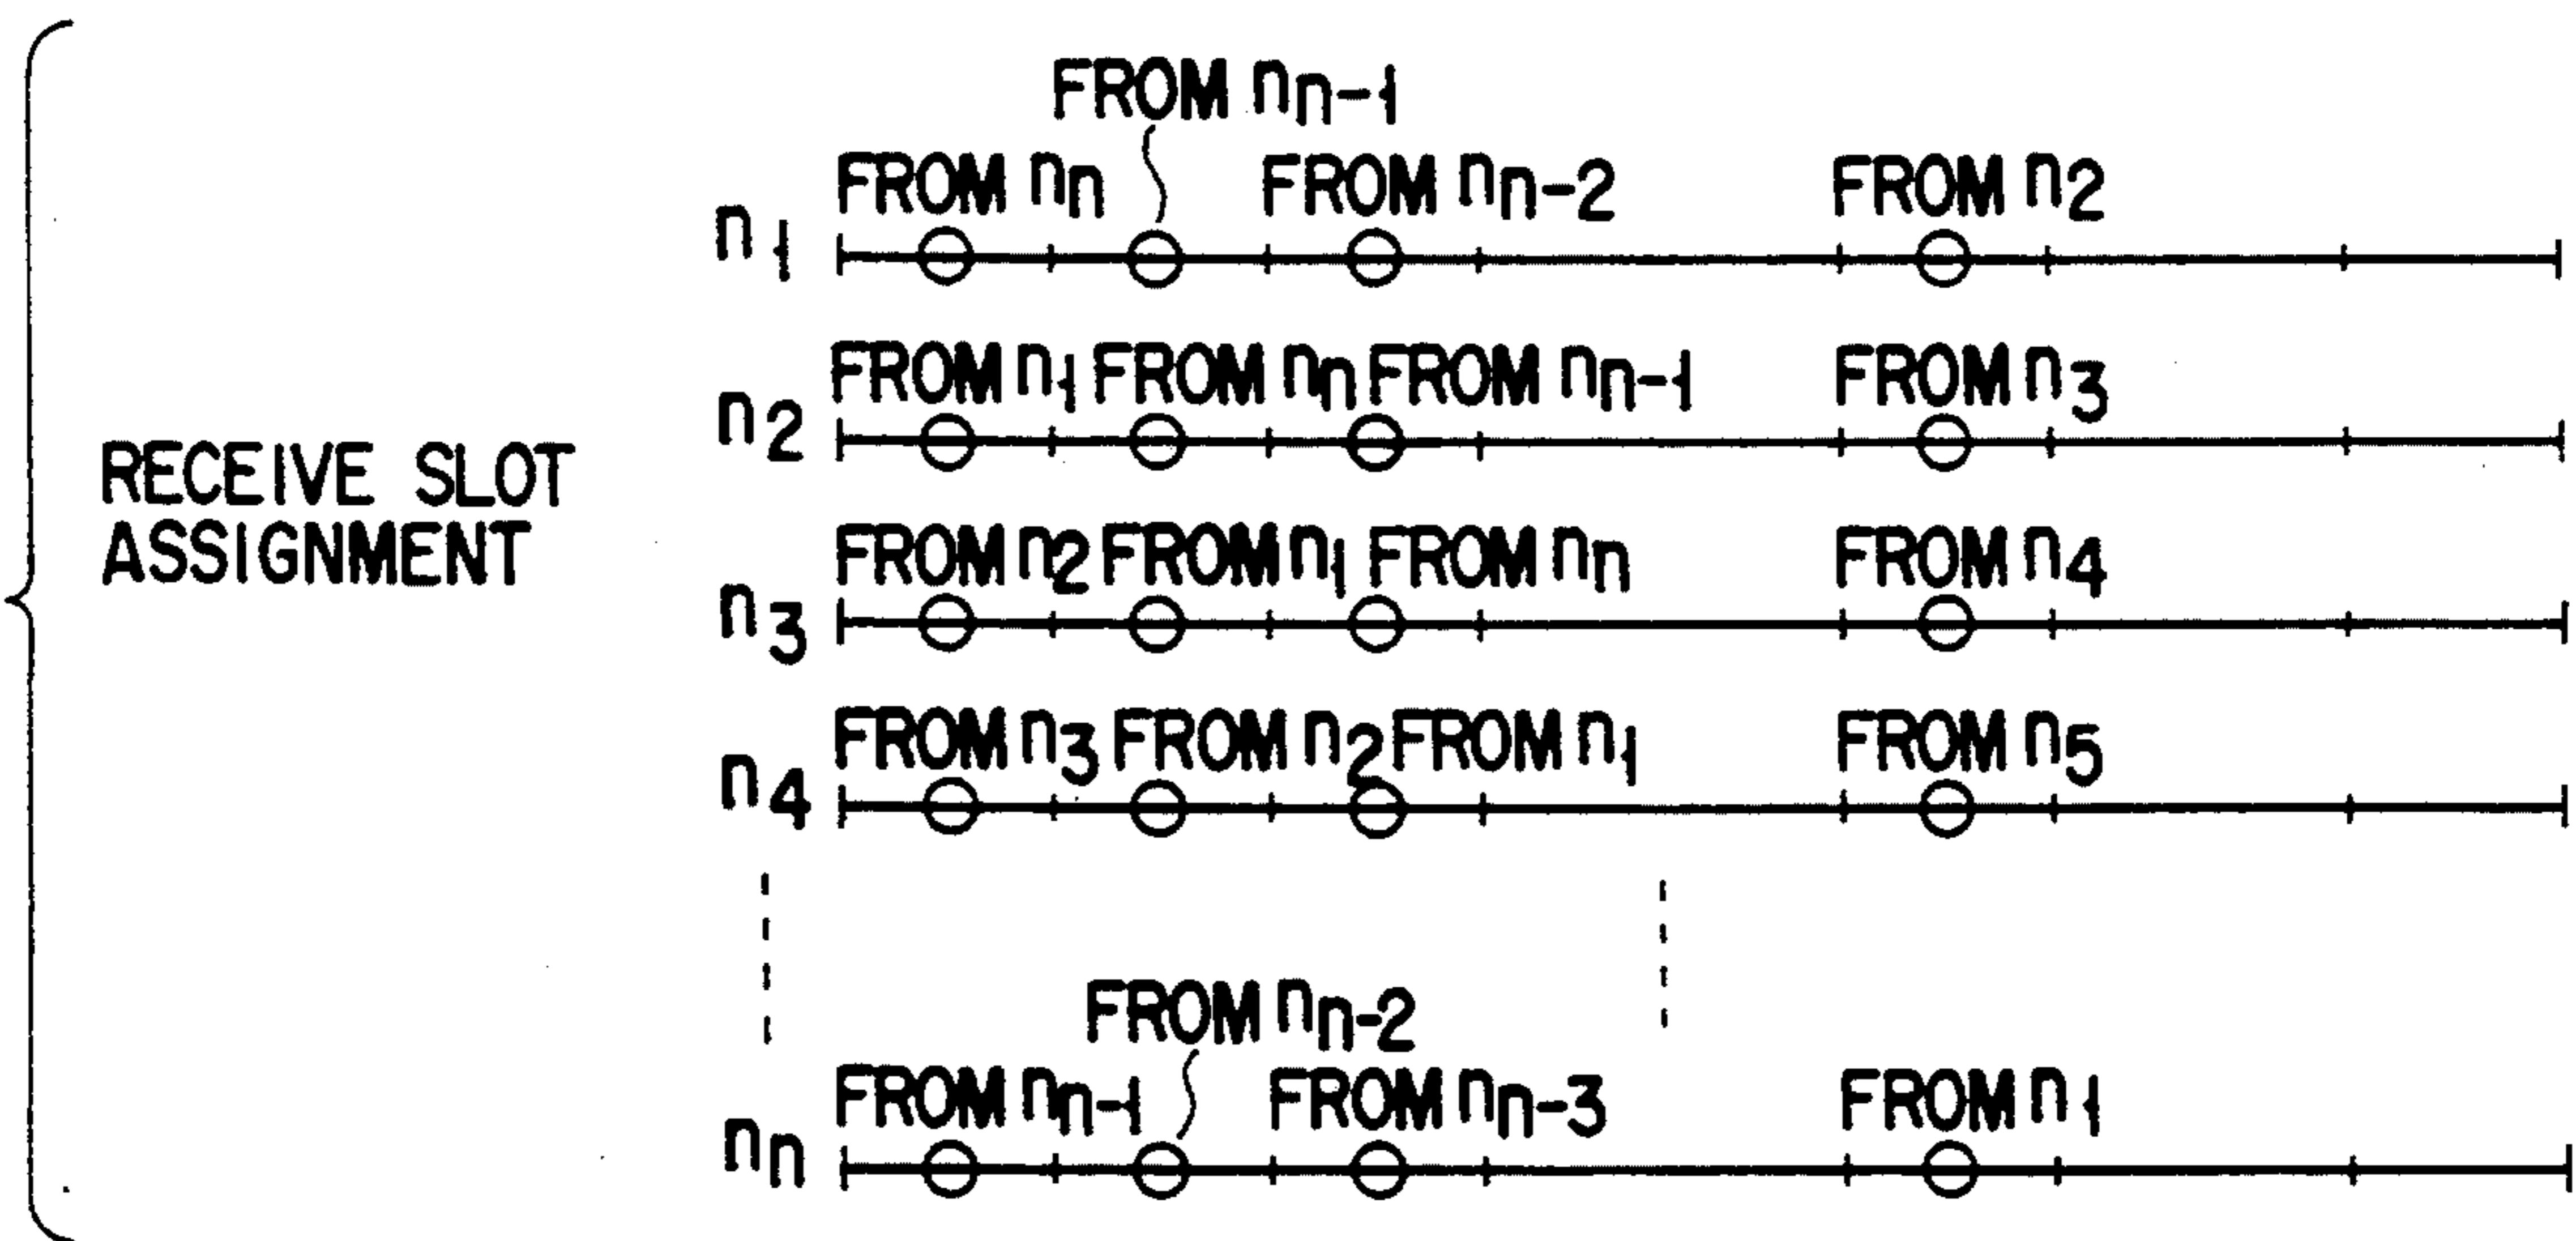 FROM nn-1
FROM nn FROM nn-2 FROM n2
n1
FROM n1 FROM nn FROM nn-1 FROM n3
n2
RECEIVE SLOT
ASSIGNMENT
FROM n2 FROM n1 FROM nn FROM n4
n3
FROM n3 FROM n2 FROM n1 FROM n5
n4
FROM nn-2
FROM nn-1 FROM nn-3 FROM n1
nn